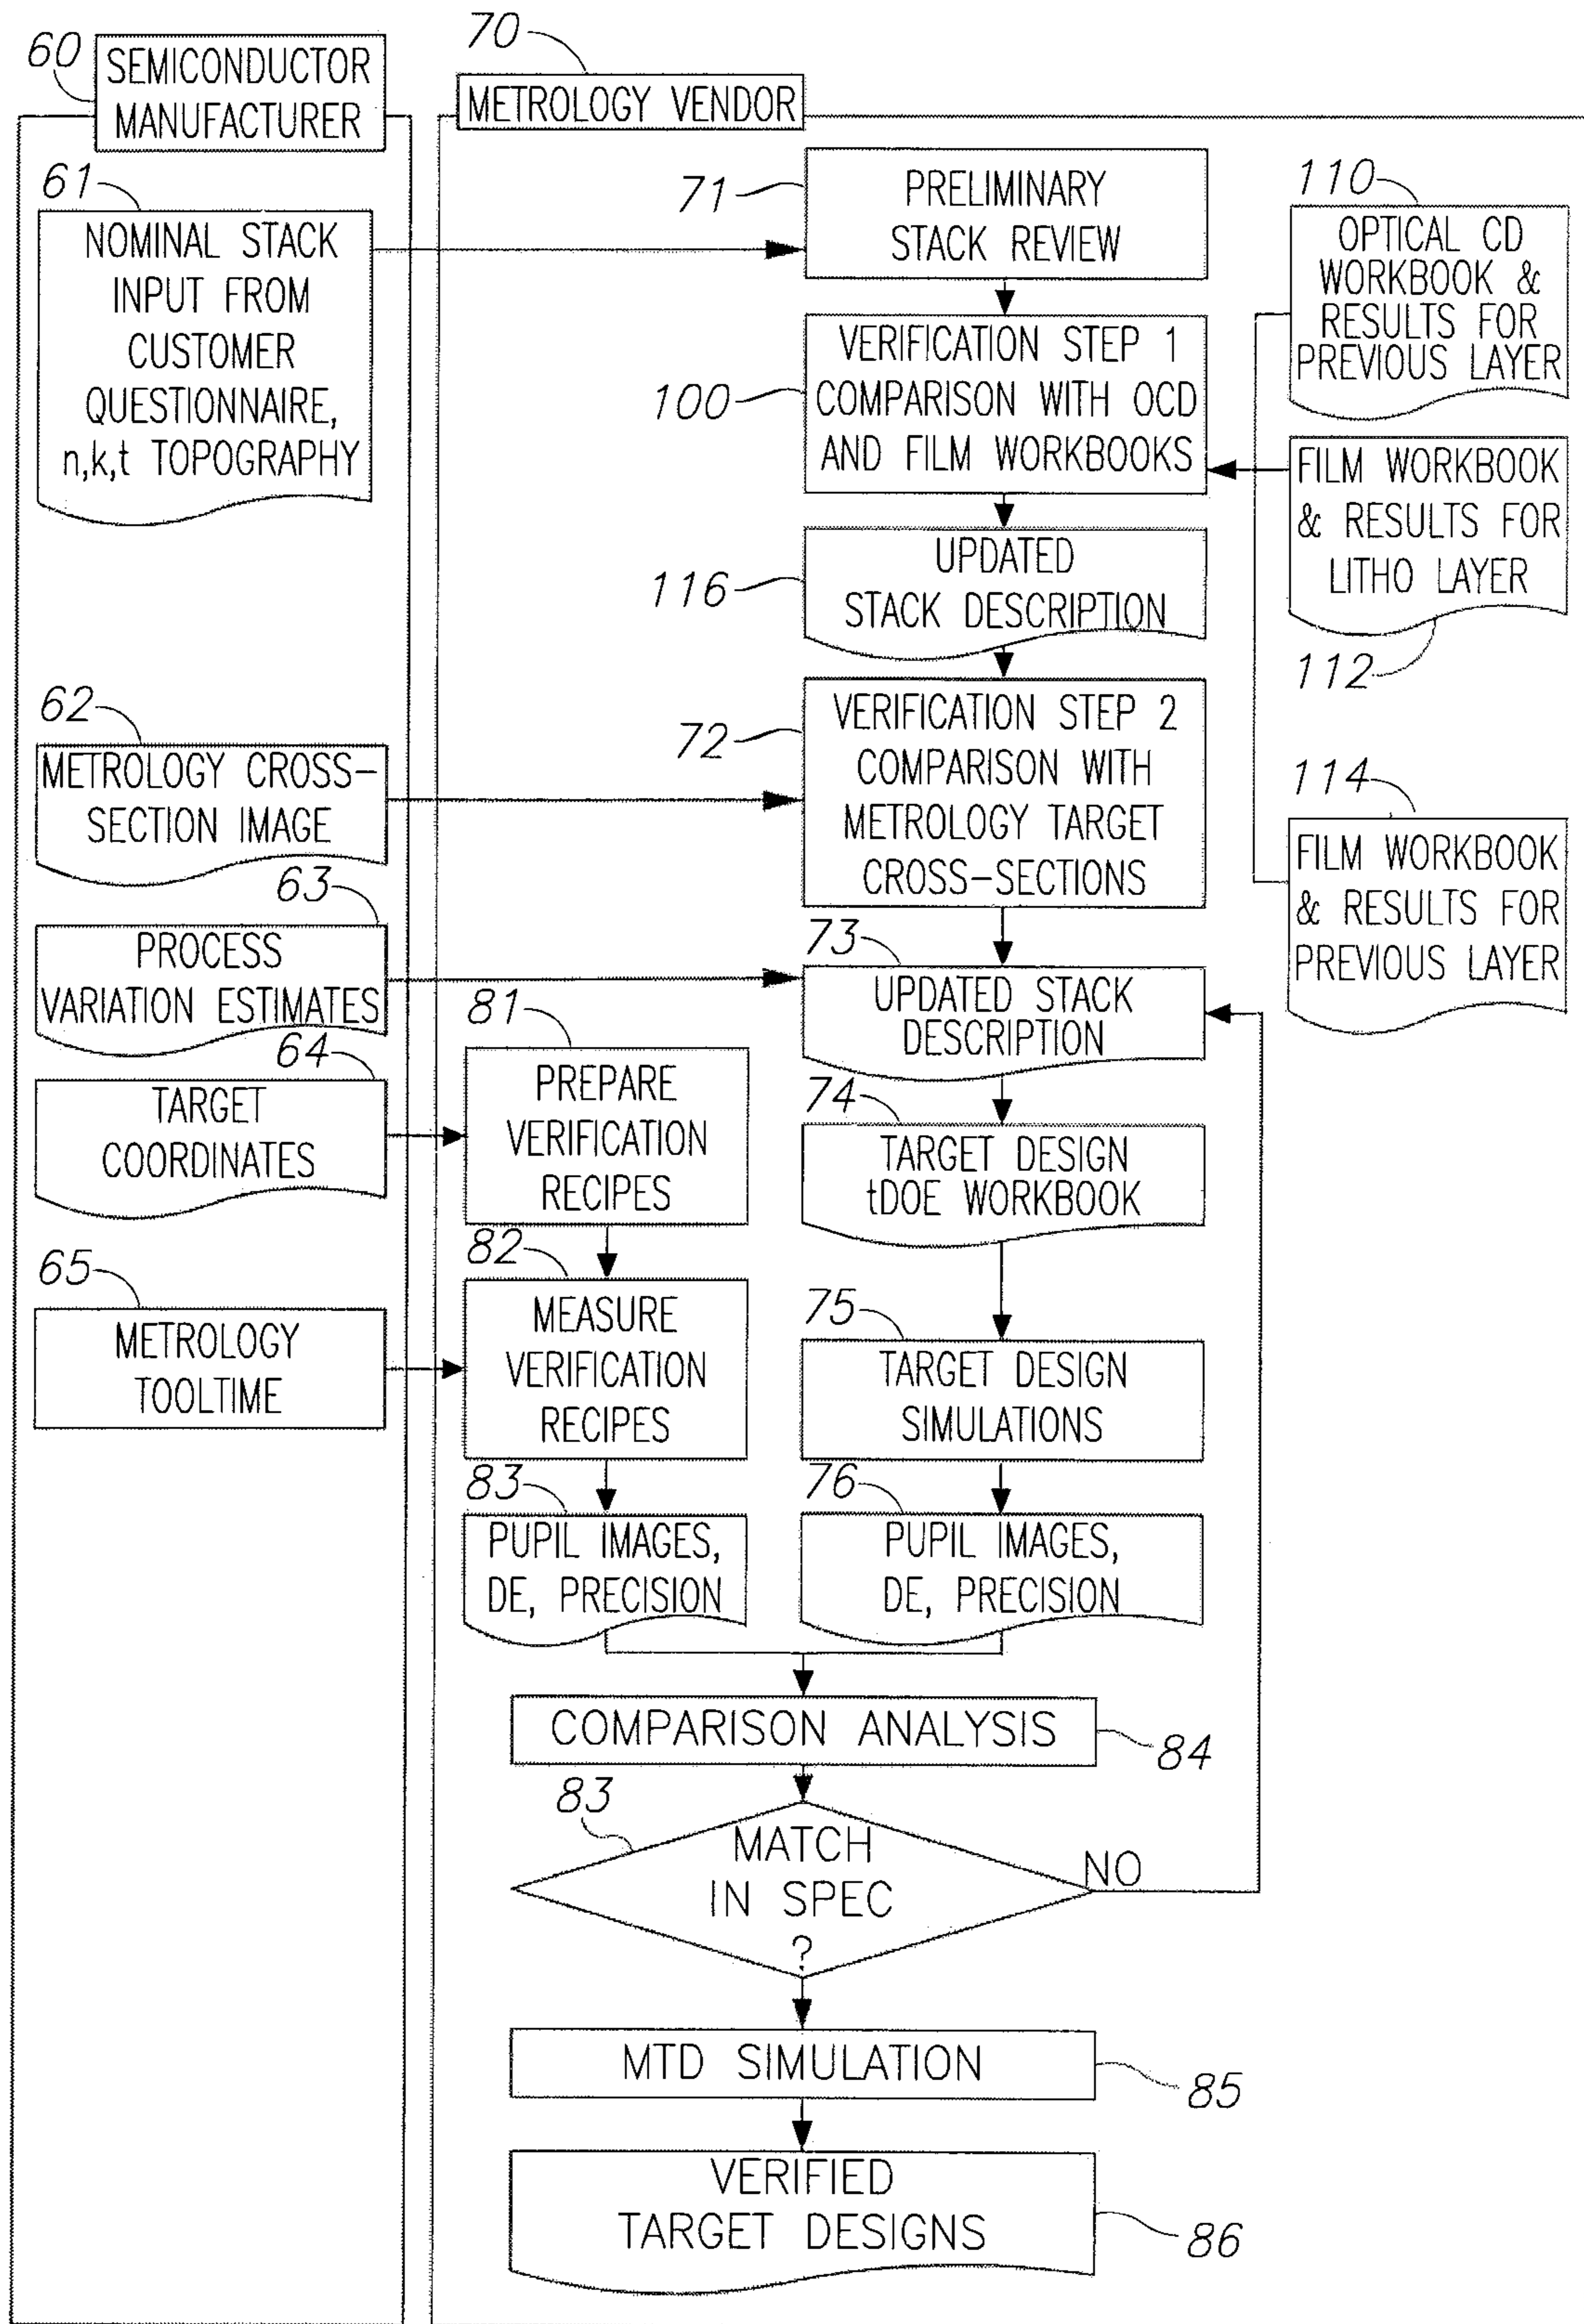 60
SEMICONDUCTOR
MANUFACTURER
70
METROLOGY VENDOR
61
NOMINAL STACK
INPUT FROM
CUSTOMER
QUESTIONNAIRE,
n,k,t TOPOGRAPHY
71
PRELIMINARY
STACK REVIEW
110
OPTICAL CD
WORKBOOK &
RESULTS FOR
PREVIOUS LAYER
100
VERIFICATION STEP 1
COMPARISON WITH OCD
AND FILM WORKBOOKS
FILM WORKBOOK
& RESULTS FOR
LITHO LAYER
112
116
UPDATED
STACK DESCRIPTION
62
METROLOGY CROSS-
SECTION IMAGE
72
VERIFICATION STEP 2
COMPARISON WITH
METROLOGY TARGET
CROSS-SECTIONS
114
FILM WORKBOOK
& RESULTS FOR
PREVIOUS LAYER
63
PROCESS
VARIATION ESTIMATES
73
UPDATED STACK
DESCRIPTION
64
TARGET
COORDINATES
81
PREPARE
VERIFICATION
RECIPES
74
TARGET DESIGN
tDOE WORKBOOK
65
METROLOGY
TOOLTIME
82
MEASURE
VERIFICATION
RECIPES
75
TARGET DESIGN
SIMULATIONS
83
PUPIL IMAGES,
DE, PRECISION
76
PUPIL IMAGES,
DE, PRECISION
COMPARISON ANALYSIS
84
83
MATCH
IN SPEC
?
NO
MTD SIMULATION
85
VERIFIED
TARGET DESIGNS
86